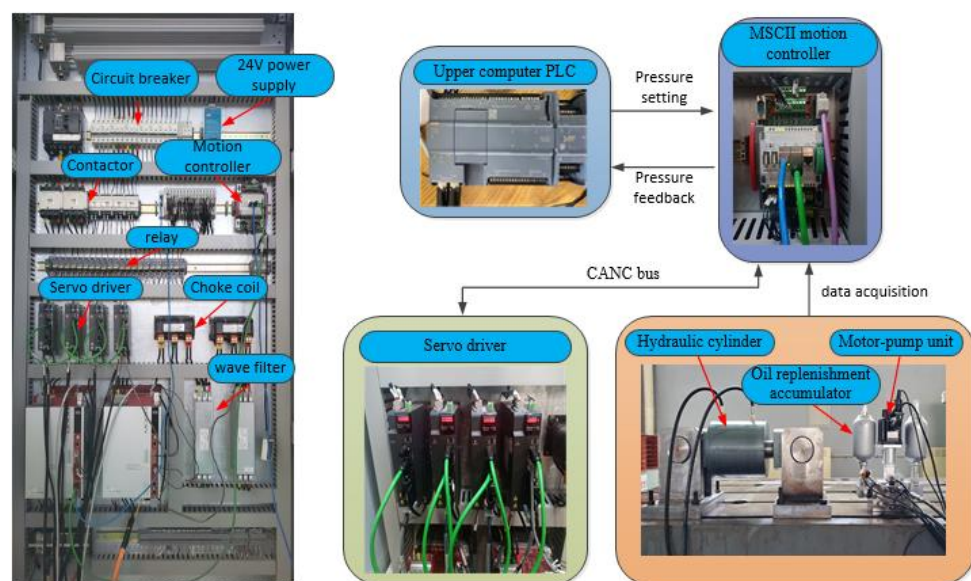 Circuit breaker
24V power
supply
Contactor
Motion
controller
relay
Servo driver
Choke coil
wave filter
Upper computer PLC
Pressure
setting
Pressure
feedback
MSCII motion
controller
CANC bus
data acquisition
Servo driver
Hydraulic cylinder
Motor-pump unit
Oil replenishment
accumulator